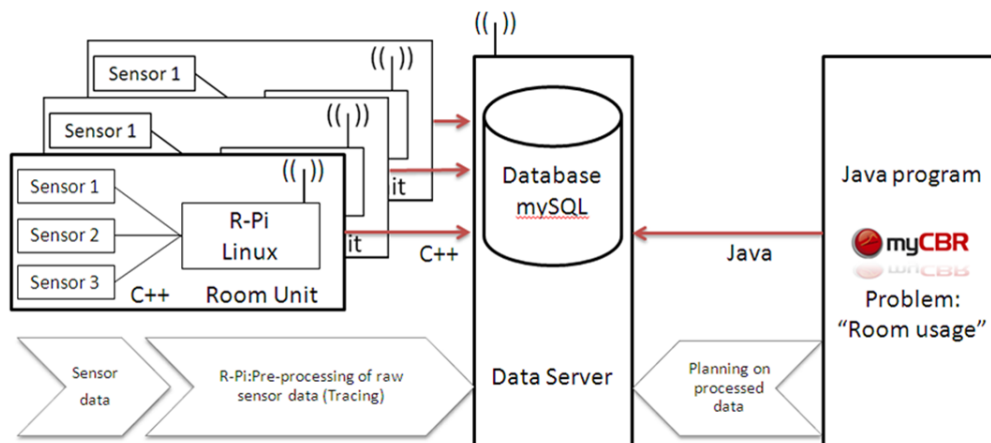 ((  ))
((  ))
Sensor 1
((  ))
Sensor 1
it
((  ))
Sensor 1
Sensor 2
Sensor 3
R-Pi
Linux
it
C++
Room Unit
C++
Database
mySQL
Data Server
Java
Java program
myCBR
Problem:
“Room usage”
Sensor
data
R-Pi:Pre-processing of raw
sensor data (Tracing)
Planning on
processed
data